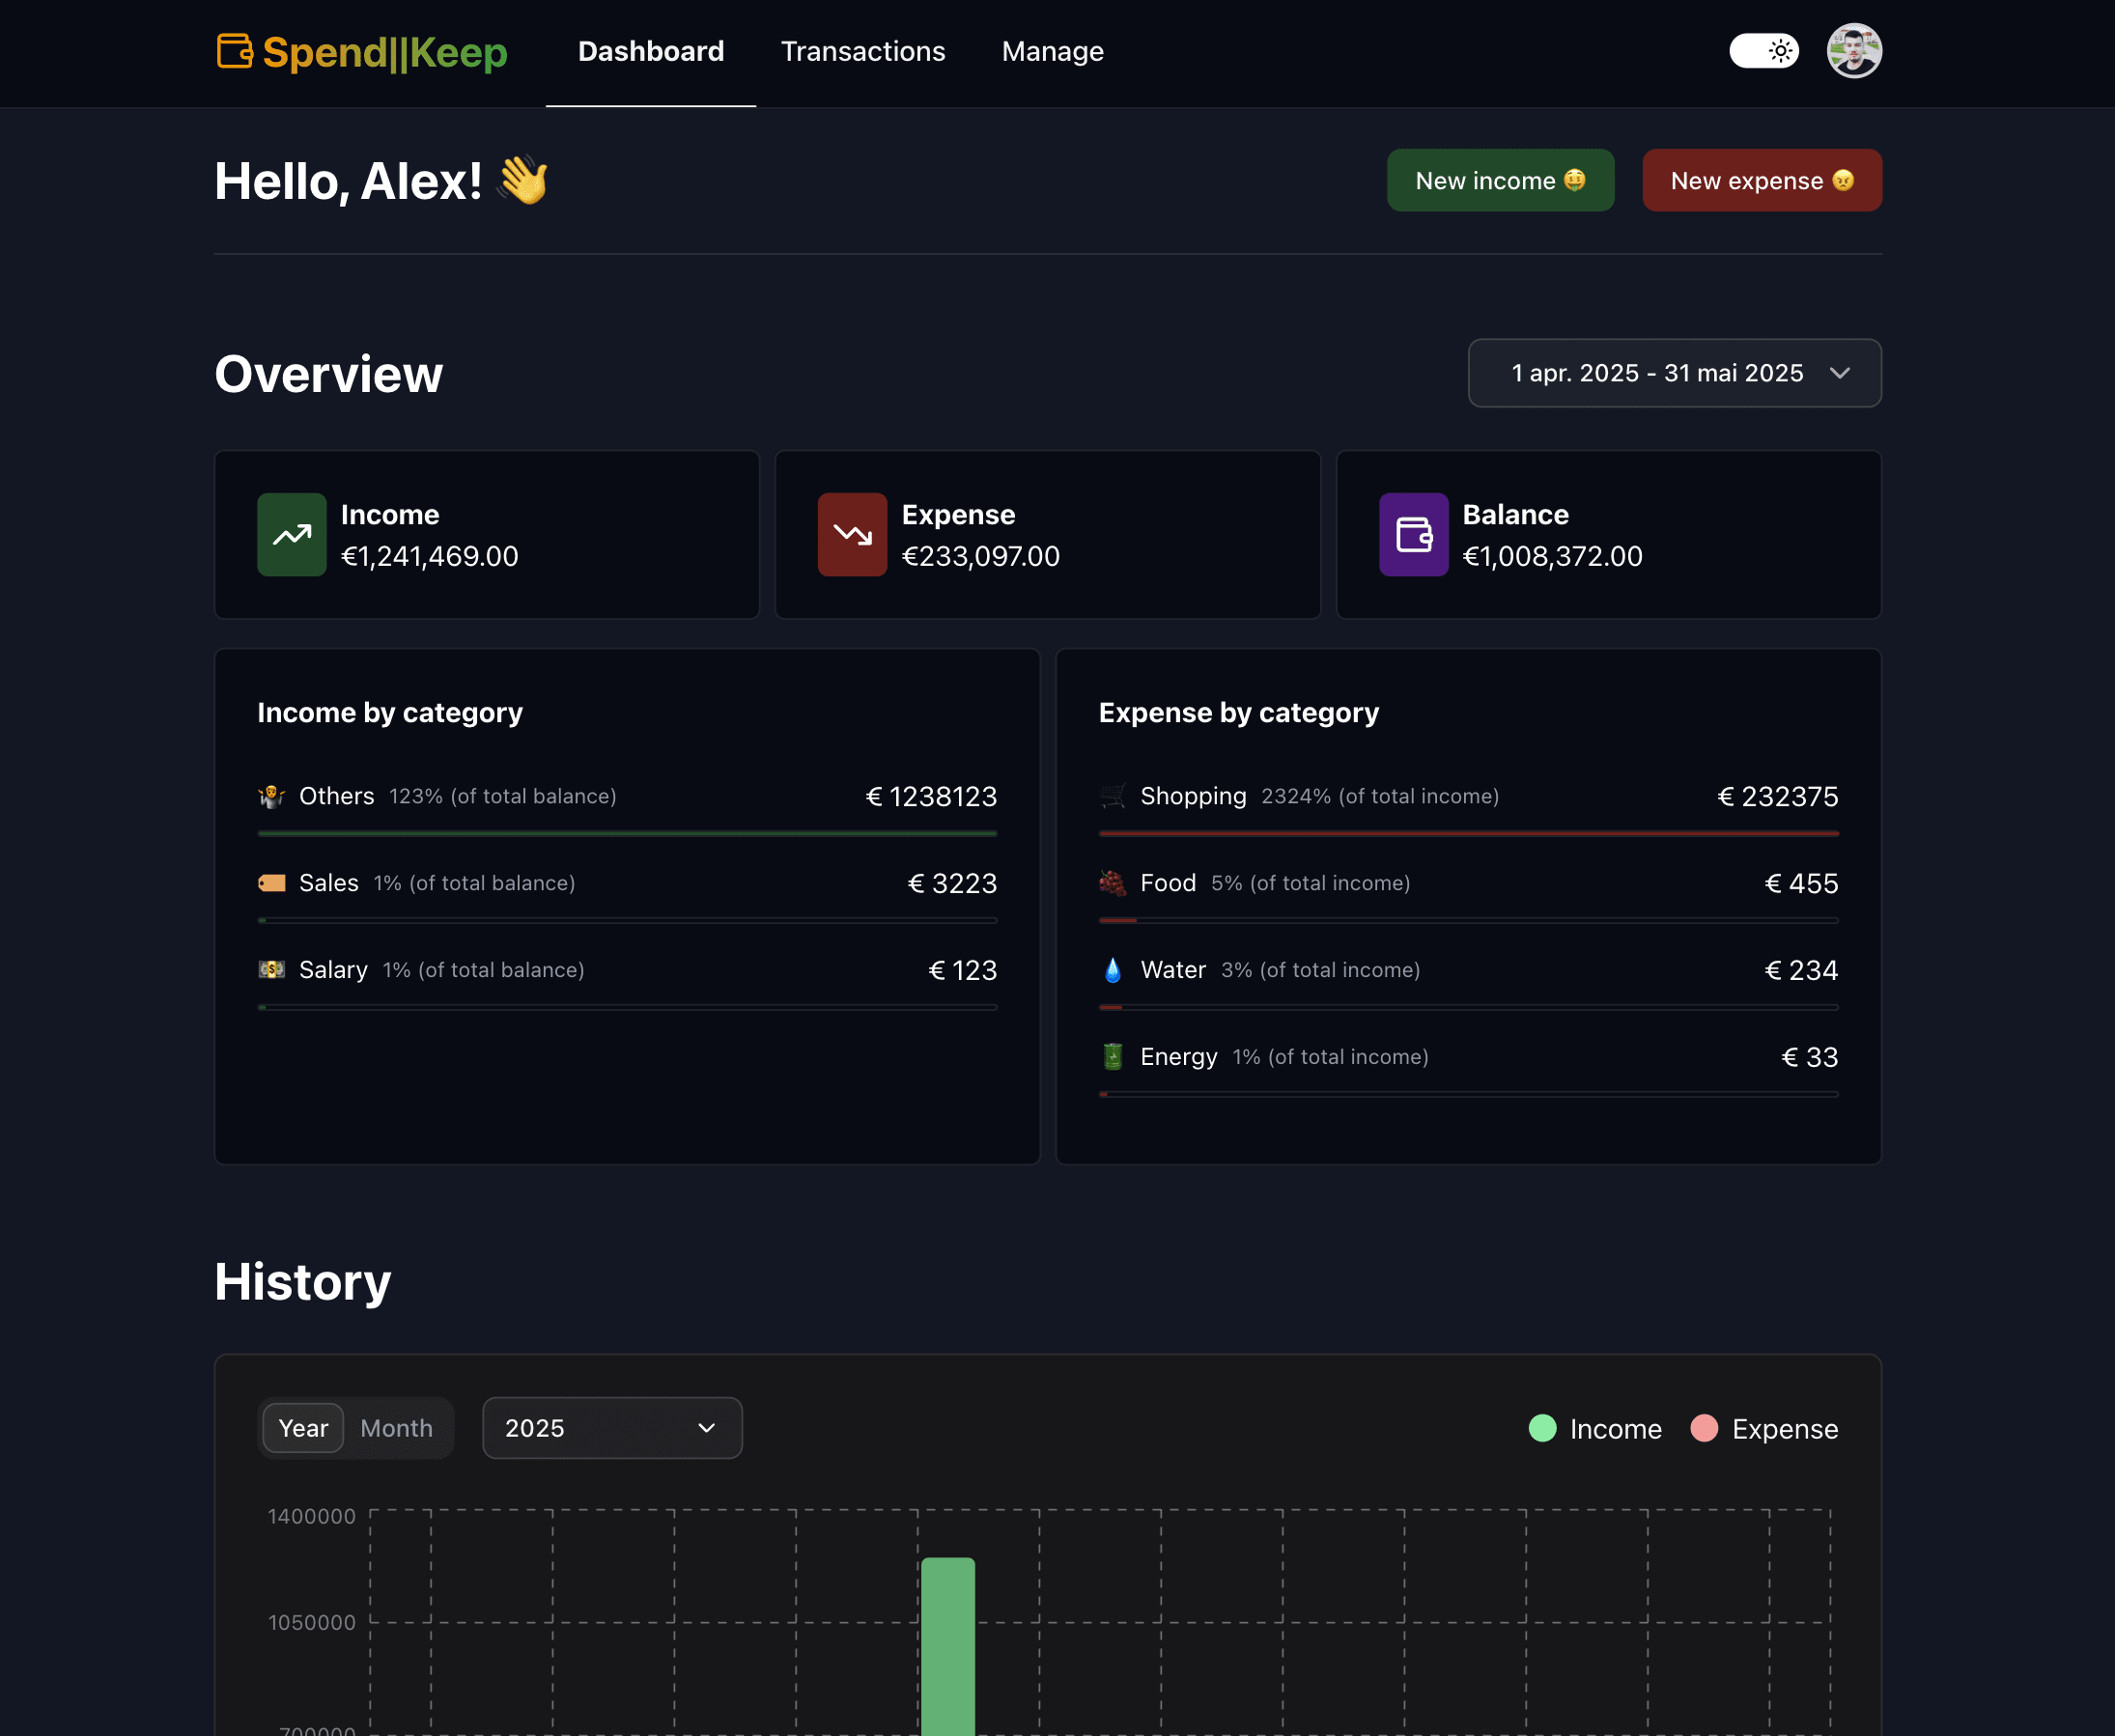 Spend||Keep Dashboard Transactions Manage
Hello, Alex! 👋
New income 🤑 New expense 😠
Overview
1 apr. 2025 - 31 mai 2025
Income
€1,241,469.00
Expense
€233,097.00
Balance
€1,008,372.00
Income by category
Others 123% (of total balance) € 1238123
Sales 1% (of total balance) € 3223
Salary 1% (of total balance) € 123
Expense by category
Shopping 2324% (of total income) € 232375
Food 5% (of total income) € 455
Water 3% (of total income) € 234
Energy 1% (of total income) € 33
History
Year Month 2025
Income Expense
1400000
1050000
700000